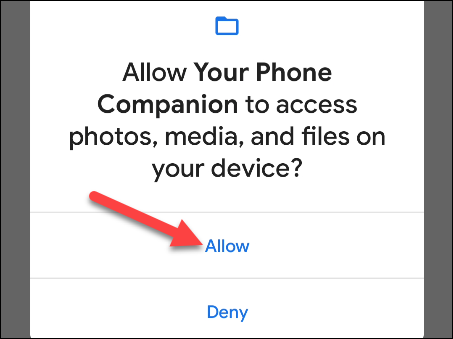 Allow Your Phone
Companion to access
photos, media, and files on
your device?
Allow
Deny